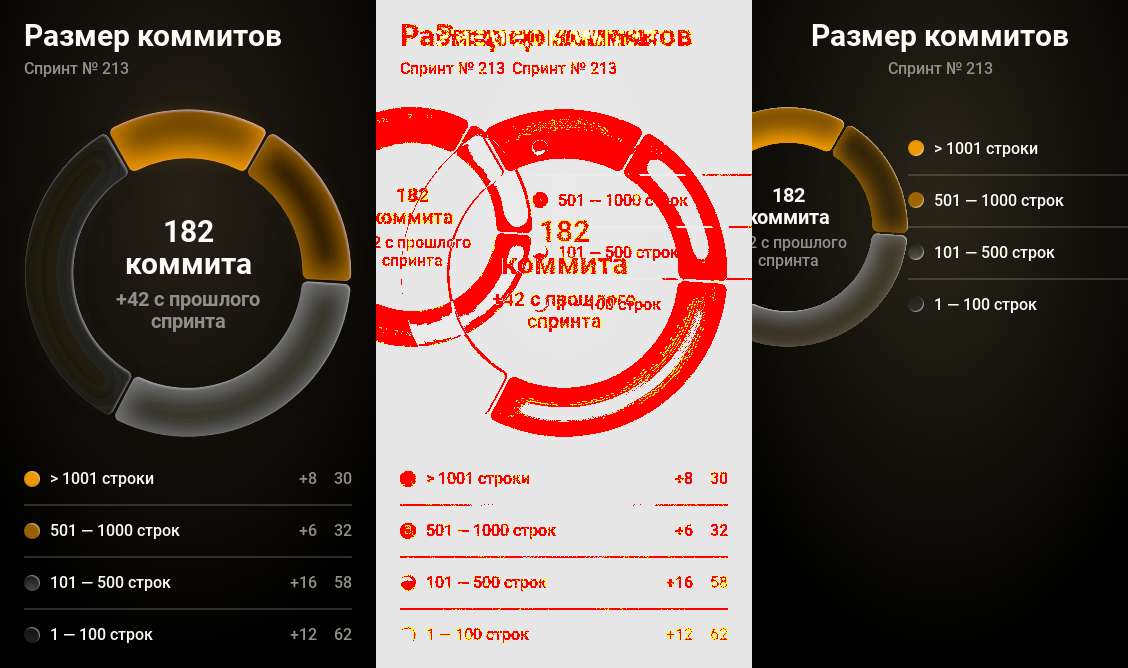 Размер коммитов
Спринт № 213
182
коммита
+42 с прошлого
спринта
> 1001 строки +8 30
501 — 1000 строк +6 32
101 — 500 строк +16 58
1 — 100 строк +12 62
Спринт № 213 Спринт № 213
182
коммита
2 с прошлого
спринта
501 — 1000 строк
101 — 500 строк
1 — 100 строк
182
коммита
+42 с прошлого
спринта
> 1001 строки +8 30
501 — 1000 строк +6 32
101 — 500 строк +16 58
1 — 100 строк +12 62
Размер коммитов
Спринт № 213
182
коммита
2 с прошлого
спринта
> 1001 строки
501 — 1000 строк
101 — 500 строк
1 — 100 строк